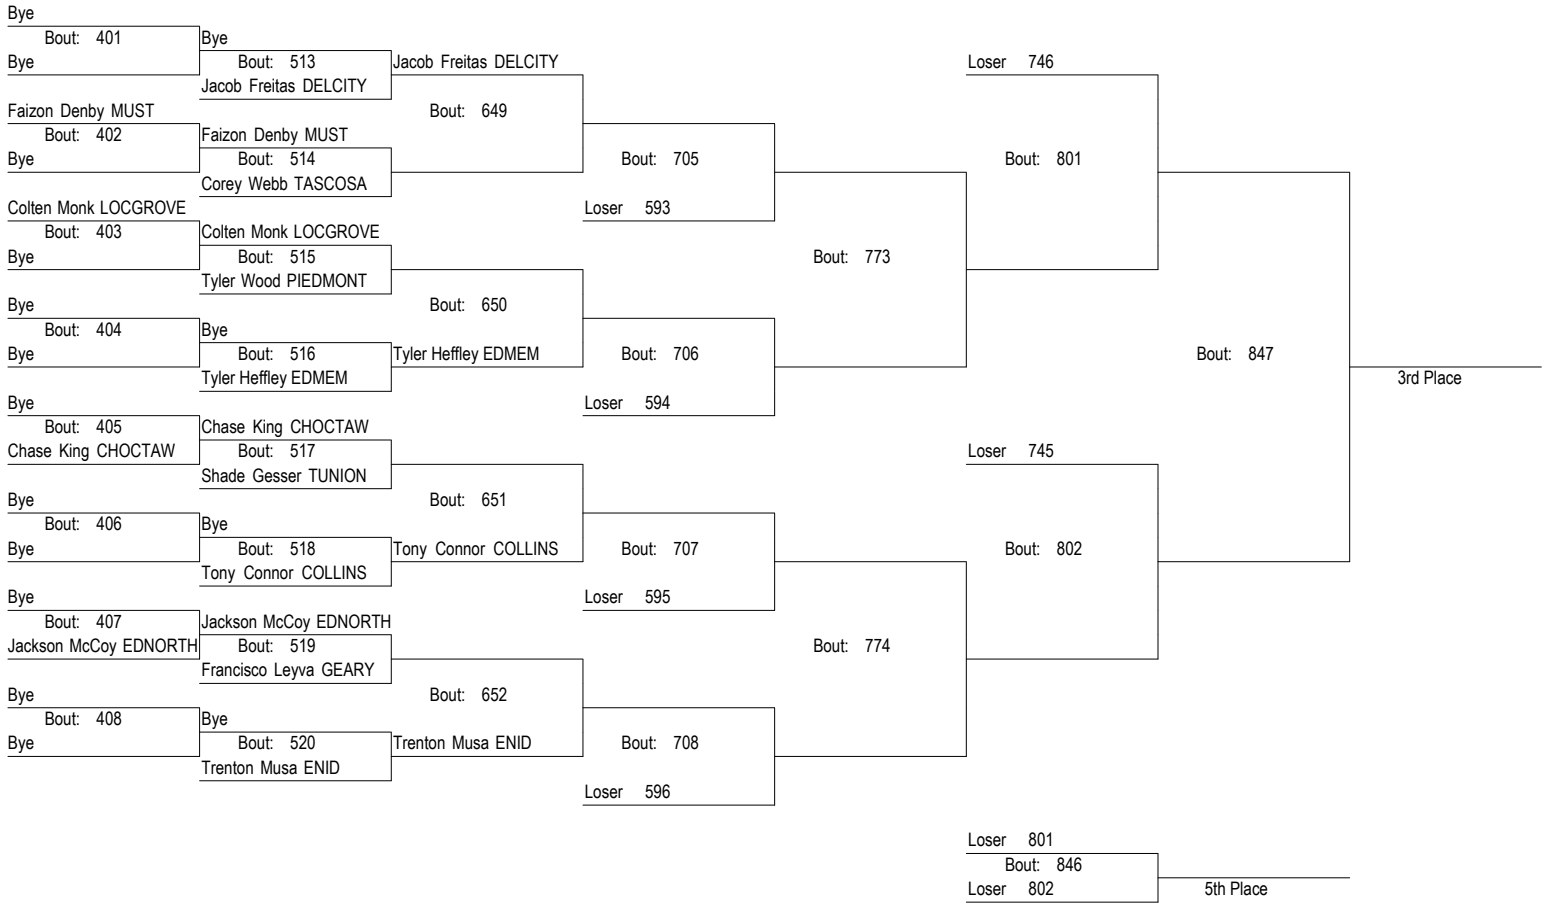 Bye
Bout: 401
Bye
Bye
Bout: 513
Jacob Freitas DELCITY
Jacob Freitas DELCITY
Bout: 649
Faizon Denby MUST
Bout: 402
Bye
Faizon Denby MUST
Bout: 514
Corey Webb TASCOSA
Bout: 705
Loser 593
Colten Monk LOCGROVE
Bout: 403
Bye
Colten Monk LOCGROVE
Bout: 515
Tyler Wood PIEDMONT
Bout: 650
Bye
Bout: 404
Bye
Bye
Bout: 516
Tyler Heffley EDMEM
Tyler Heffley EDMEM
Bout: 706
Loser 594
Bout: 773
Loser 746
Bout: 801
Bye
Bout: 405
Chase King CHOCTAW
Chase King CHOCTAW
Bout: 517
Shade Gesser TUNION
Bout: 651
Bye
Bout: 406
Bye
Bye
Bout: 518
Tony Connor COLLINS
Tony Connor COLLINS
Bout: 707
Loser 595
Bye
Bout: 407
Jackson McCoy EDNORTH
Jackson McCoy EDNORTH
Bout: 519
Francisco Leyva GEARY
Bout: 652
Bye
Bout: 408
Bye
Bye
Bout: 520
Trenton Musa ENID
Trenton Musa ENID
Bout: 708
Loser 596
Bout: 774
Loser 745
Bout: 802
Bout: 847
3rd Place
Loser 801
Bout: 846
Loser 802
5th Place